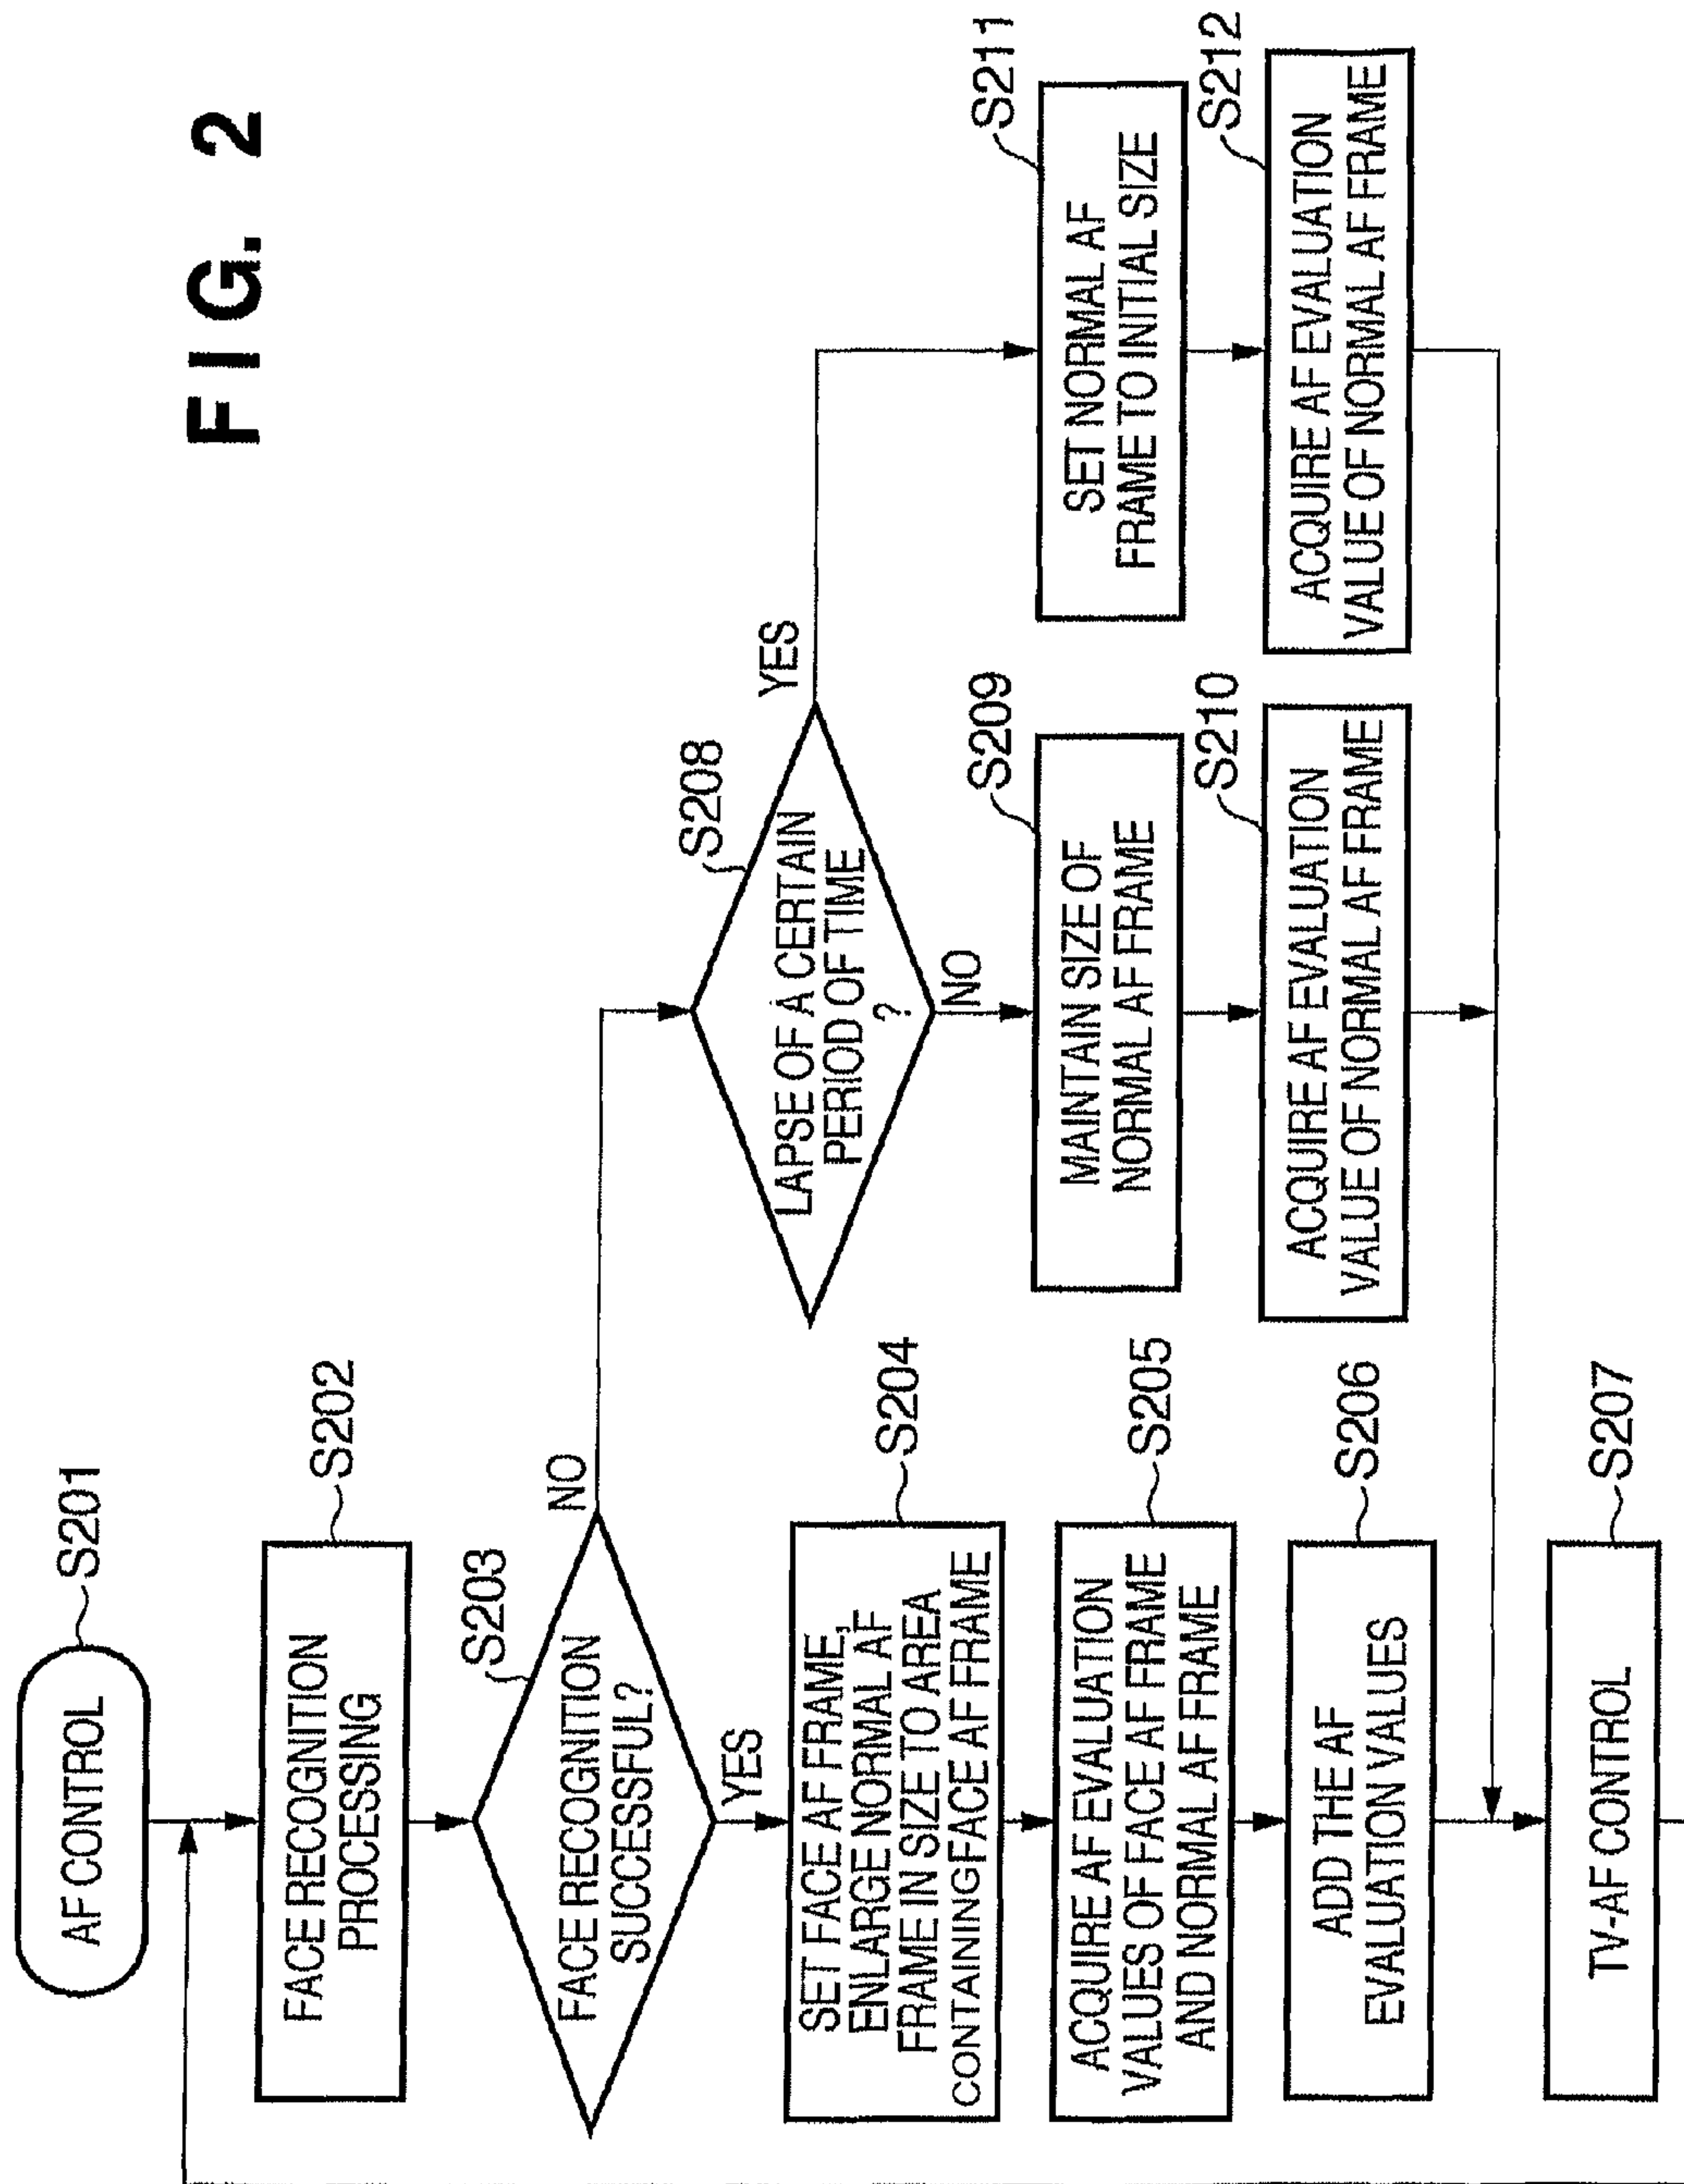 FIG. 2
AF CONTROL
S201
FACE RECOGNITION
PROCESSING
S202
FACE RECOGNITION
SUCCESSFUL?
S203
NO
YES
SET FACE AF FRAME,
ENLARGE NORMAL AF
FRAME IN SIZE TO AREA
CONTAININGFACE AF FRAME
S204
ACQUIRE AF EVALUATION
VALUES OF FACE AF FRAME
AND NORMAL AF FRAME
S205
ADD THE AF
EVALUATION VALUES
S206
TV-AF CONTROL
S207
LAPSE OF A CERTAIN
PERIOD OF TIME
?
S208
YES
NO
MAINTAIN SIZE OF
NORMAL AF FRAME
S209
ACQUIRE AF EVALUATION
VALUE OF NORMAL AF FRAME
S210
SET NORMAL AF
FRAME TO INITIAL SIZE
S211
ACQUIRE AF EVALUATION
VALUE OF NORMAL AF FRAME
S212